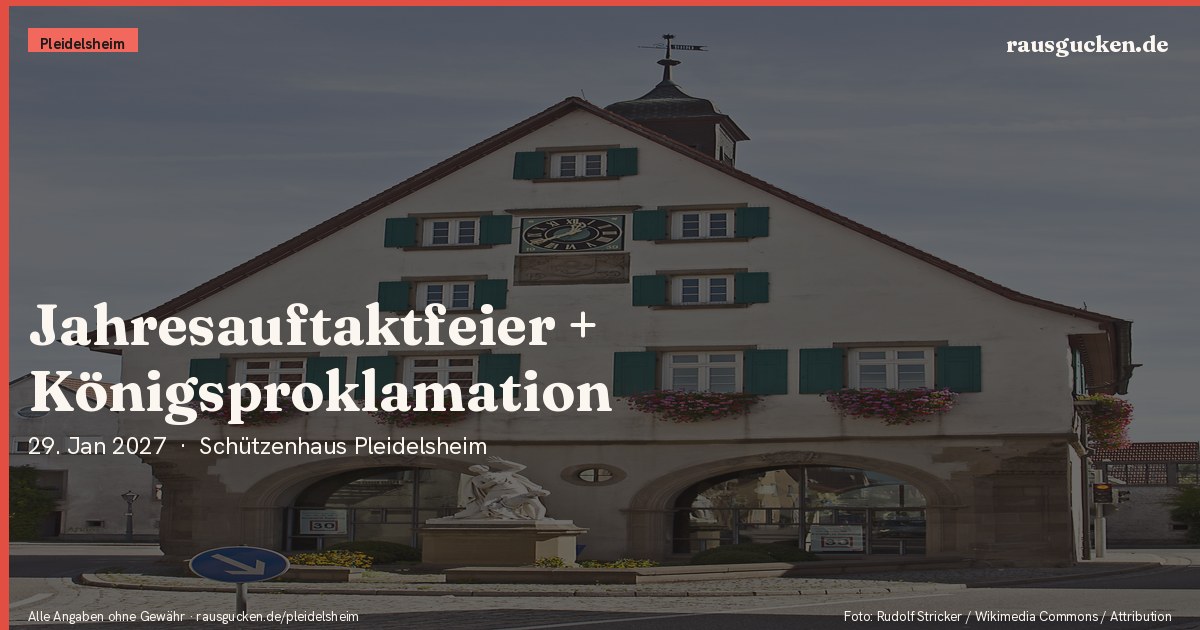 Pleidelsheim
rausgucken.de
Jahresauftaktfeier +
Königsproklamation
29. Jan 2027 · Schützenhaus Pleidelsheim
30
Alle Angaben ohne Gewähr · rausgucken.de/pleidelsheim
Foto: Rudolf Stricker / Wikimedia Commons / Attribution